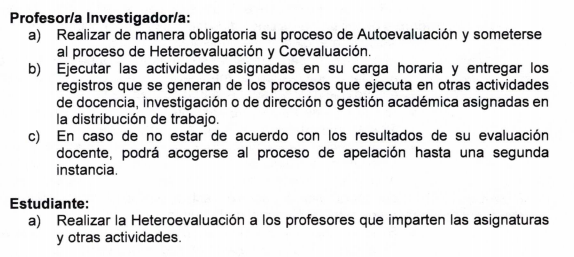 Profesor/a Investigador/a:
a) Realizar de manera obligatoria su proceso de Autoevaluación y someterse
al proceso de Heteroevaluación y Coevaluación.
b) Ejecutar las actividades asignadas en su carga horaria y entregar los
registros que se generan de los procesos que ejecuta en otras actividades
de docencia, investigación o de dirección o gestión académica asignadas en
la distribución de trabajo.
c) En caso de no estar de acuerdo con los resultados de su evaluación
docente, podrá acogerse al proceso de apelación hasta una segunda
instancia.
Estudiante:
a) Realizar la Heteroevaluación a los profesores que imparten las asignaturas
y otras actividades.